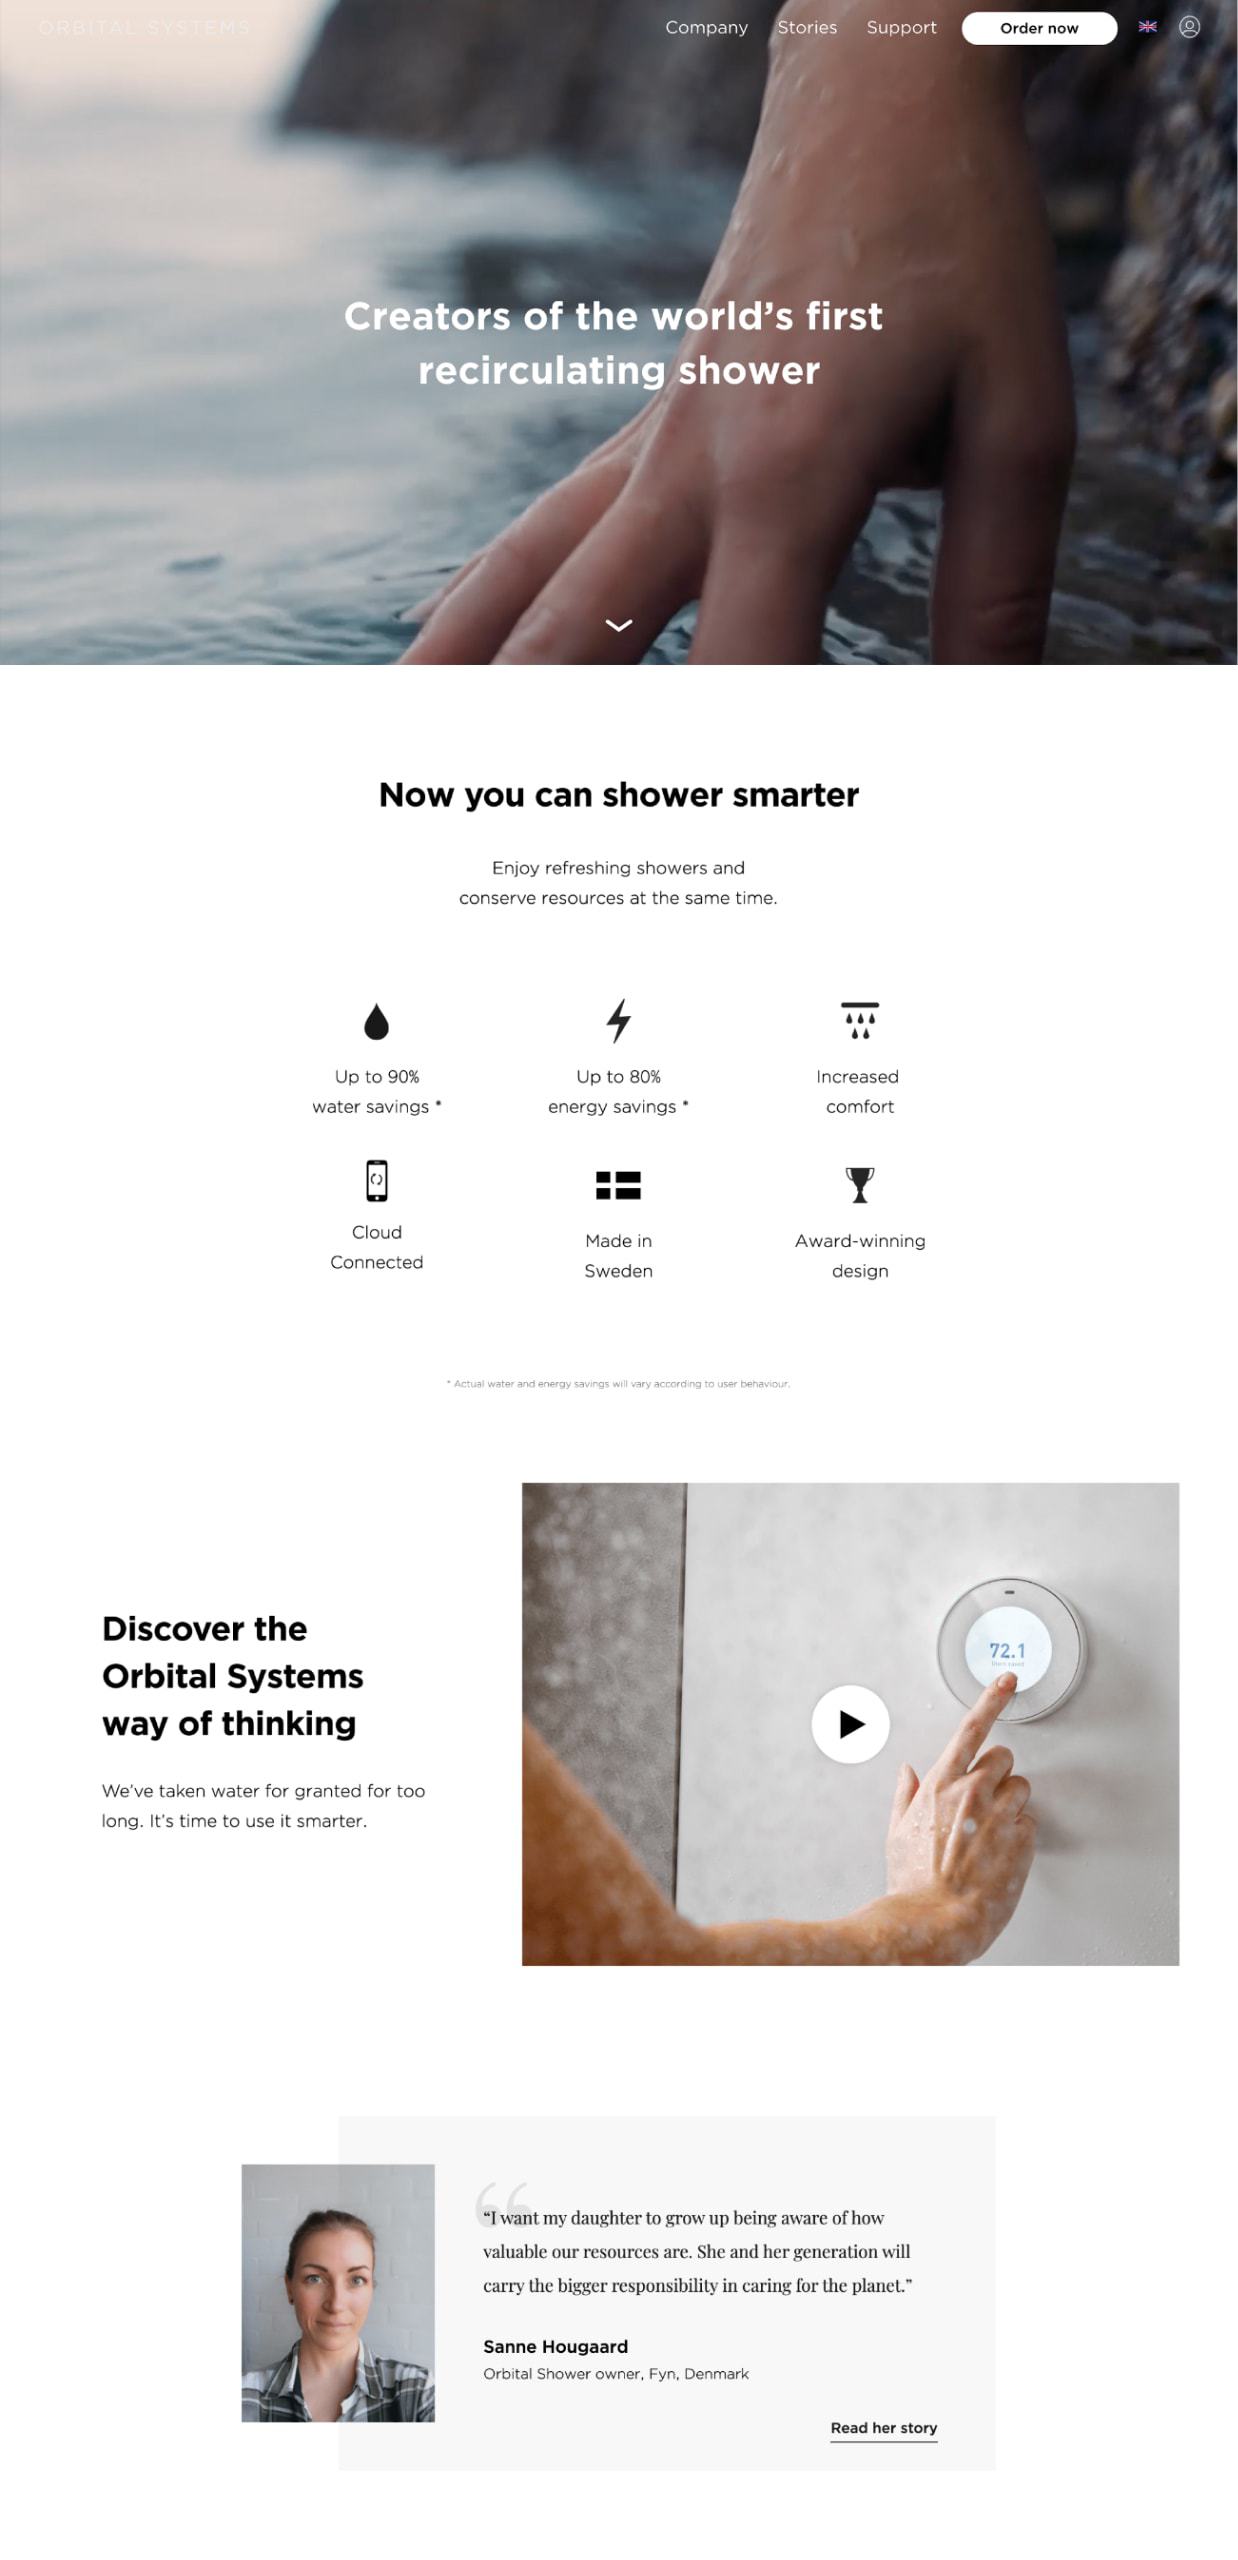 ORBITAL SYSTEMS
Company Stories Support Order now
Creators of the world’s first
recirculating shower
Now you can shower smarter
Enjoy refreshing showers and
conserve resources at the same time.
Up to 90%
water savings *
Up to 80%
energy savings *
Increased
comfort
Cloud
Connected
Made in
Sweden
Award-winning
design
* Actual water and energy savings will vary according to user behaviour.
Discover the
Orbital Systems
way of thinking
We’ve taken water for granted for too
long. It’s time to use it smarter.
72.1
liters saved
“I want my daughter to grow up being aware of how
valuable our resources are. She and her generation will
carry the bigger responsibility in caring for the planet.”
Sanne Hougaard
Orbital Shower owner, Fyn, Denmark
Read her story